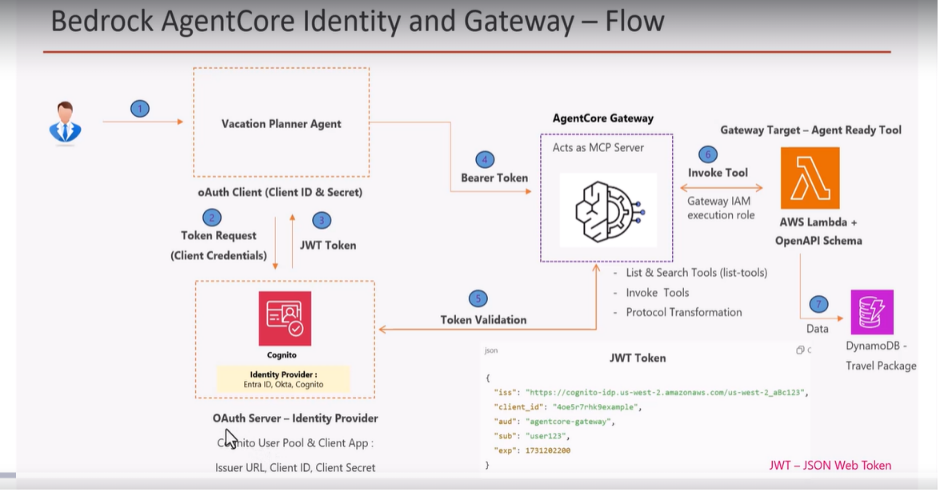 Bedrock AgentCore Identity and Gateway – Flow
1
Vacation Planner Agent
oAuth Client (Client ID & Secret)
2
Token Request
(Client Credentials)
3
JWT Token
4
Bearer Token
AgentCore Gateway
Acts as MCP Server
6
Invoke Tool
Gateway IAM
execution role
Gateway Target – Agent Ready Tool
AWS Lambda +
OpenAPI Schema
- List & Search Tools (list-tools)
- Invoke Tools
- Protocol Transformation
5
Token Validation
7
Data
DynamoDB -
Travel Package
Cognito
Identity Provider :
Entra ID, Okta, Cognito
OAuth Server – Identity Provider
Cognito User Pool & Client App :
Issuer URL, Client ID, Client Secret
json
JWT Token
{
"iss": "https://cognito-idp.us-west-2.amazonaws.com/us-west-2_a8c123",
"client_id": "4oe5r7rhk9example",
"aud": "agentcore-gateway",
"sub": "user123",
"exp": 1731202200
}
JWT – JSON Web Token